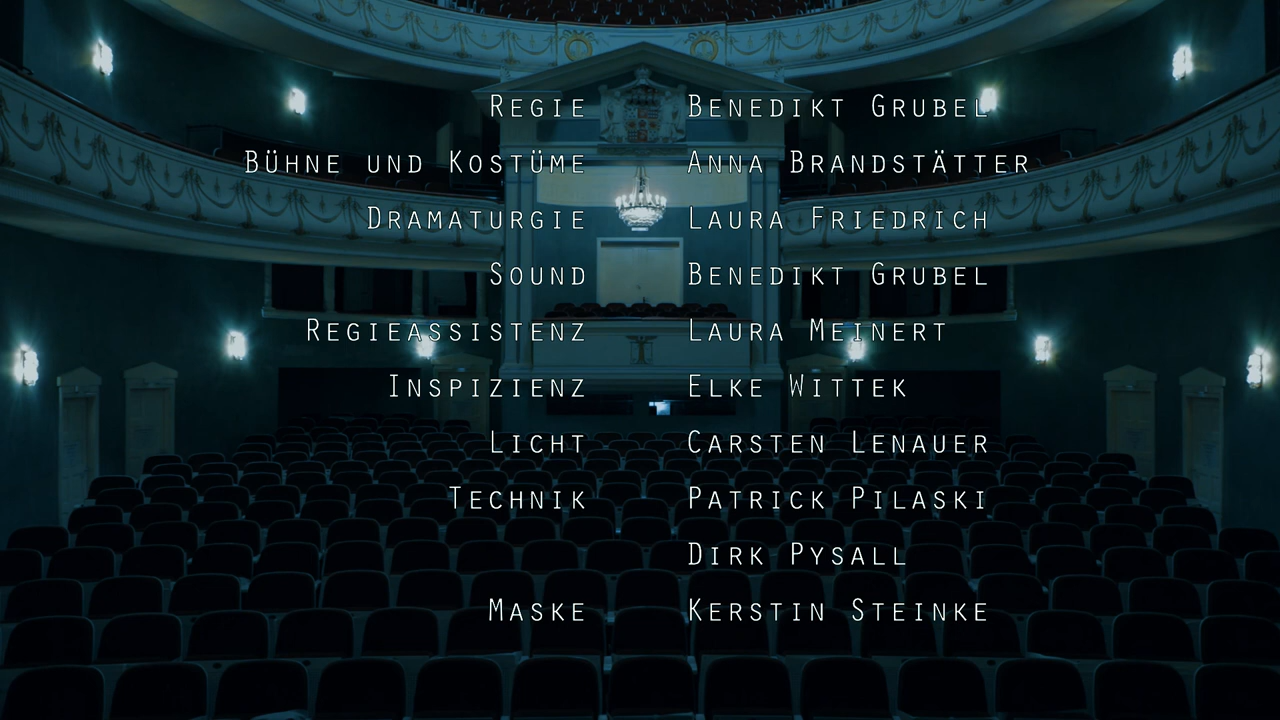 Regie Benedikt Grubel
Bühne und Kostüme Anna Brandstätter
Dramaturgie Laura Friedrich
Sound Benedikt Grubel
Regieassistenz Laura Meinert
Inspizienz Elke Wittek
Licht Carsten Lenauer
Technik Patrick Pilaski
Dirk Pysall
Maske Kerstin Steinke